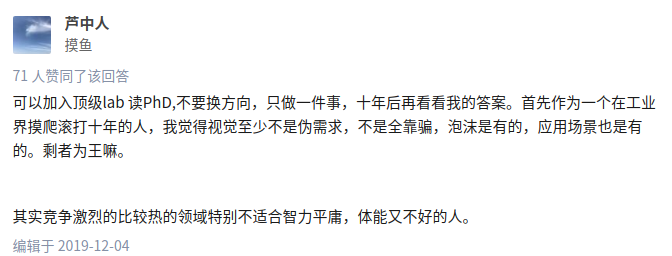 芦中人
摸鱼
71 人赞同了该回答
可以加入顶级lab 读PhD,不要换方向，只做一件事，十年后再看看我的答案。首先作为一个在工业
界摸爬滚打十年的人，我觉得视觉至少不是伪需求，不是全靠骗，泡沫是有的，应用场景也是有
的。剩者为王嘛。
其实竞争激烈的比较热的领域特别不适合智力平庸，体能又不好的人。
编辑于 2019-12-04